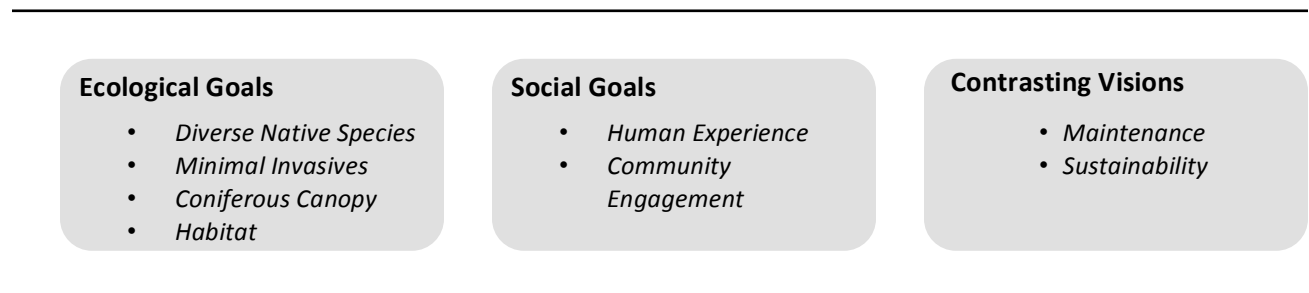 Ecological Goals
• Diverse Native Species
• Minimal Invasives
• Coniferous Canopy
• Habitat
Social Goals
• Human Experience
• Community
Engagement
Contrasting Visions
• Maintenance
• Sustainability